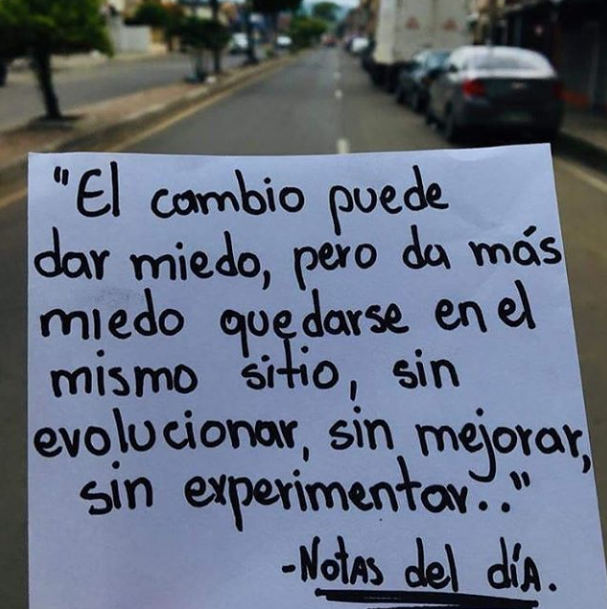 "El cambio puede
dar miedo, pero da más
miedo quedarse en el
mismo sitio, sin
evolucionar, sin mejorar,
sin experimentar.."
-Notas del día.